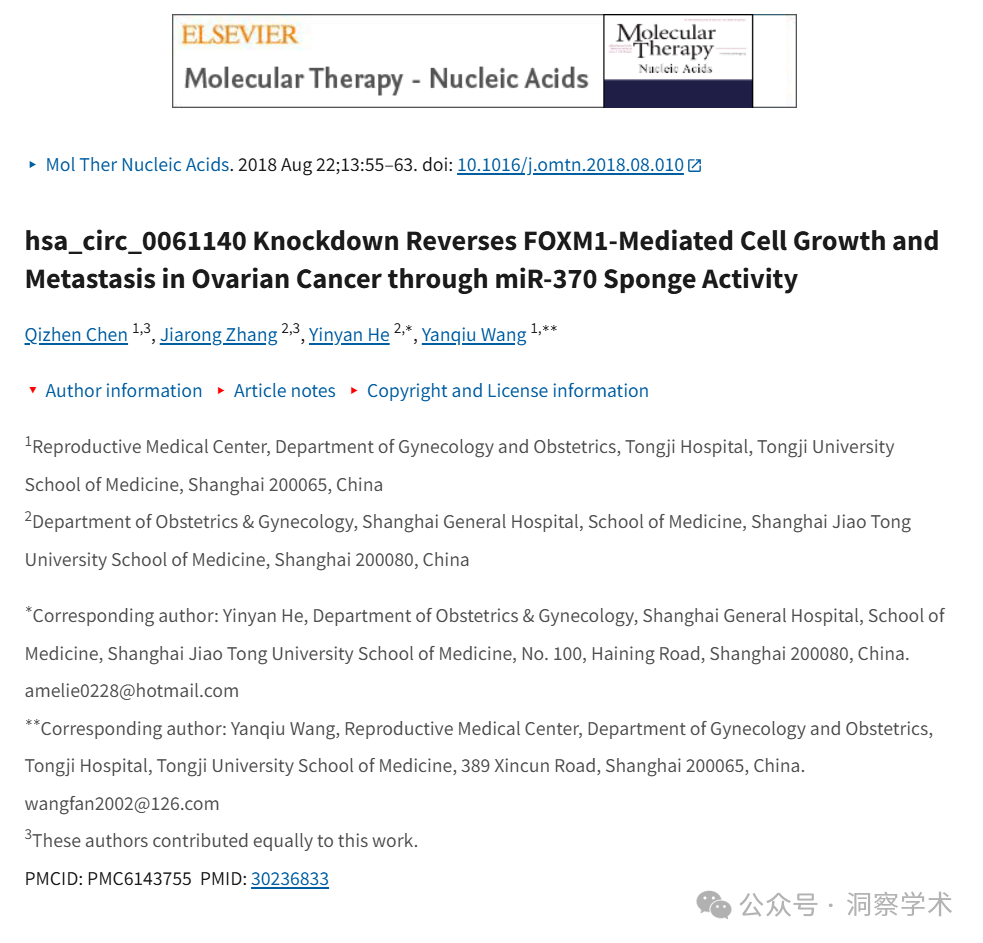 ELSEVIER
Molecular Therapy - Nucleic Acids
Molecular
Therapy
Nucleic Acids
Mol Ther Nucleic Acids. 2018 Aug 22;13:55–63. doi: 10.1016/j.omtn.2018.08.010
hsa_circ_0061140 Knockdown Reverses FOXM1-Mediated Cell Growth and
Metastasis in Ovarian Cancer through miR-370 Sponge Activity
Qizhen Chen 1,3, Jiarong Zhang 2,3, Yinyan He 2,*, Yanqiu Wang 1,**
Author information Article notes Copyright and License information
1Reproductive Medical Center, Department of Gynecology and Obstetrics, Tongji Hospital, Tongji University
School of Medicine, Shanghai 200065, China
2Department of Obstetrics & Gynecology, Shanghai General Hospital, School of Medicine, Shanghai Jiao Tong
University School of Medicine, Shanghai 200080, China
*Corresponding author: Yinyan He, Department of Obstetrics & Gynecology, Shanghai General Hospital, School of
Medicine, Shanghai Jiao Tong University School of Medicine, No. 100, Haining Road, Shanghai 200080, China.
amelie0228@hotmail.com
**Corresponding author: Yanqiu Wang, Reproductive Medical Center, Department of Gynecology and Obstetrics,
Tongji Hospital, Tongji University School of Medicine, 389 Xincun Road, Shanghai 200065, China.
wangfan2002@126.com
3These authors contributed equally to this work.
PMCID: PMC6143755 PMID: 30236833
公众号 · 洞察学术